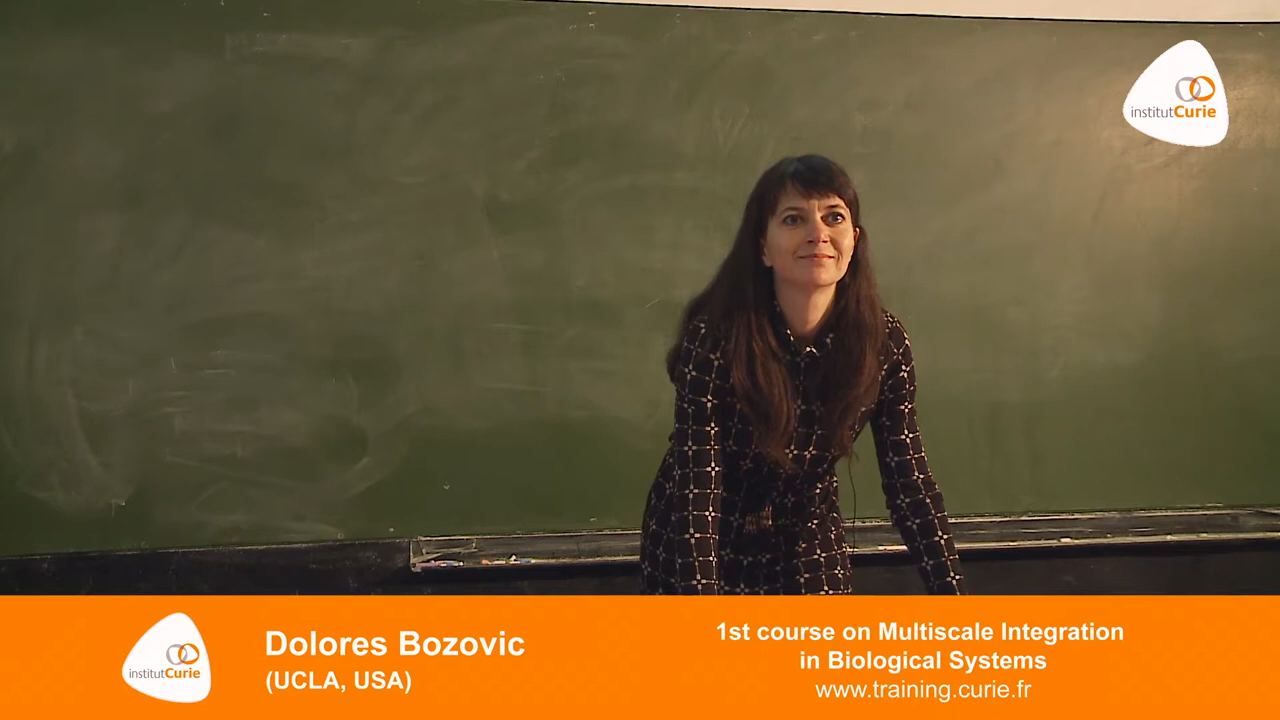 institutCurie
institutCurie
Dolores Bozovic
(UCLA, USA)
1st course on Multiscale Integration
in Biological Systems
www.training.curie.fr